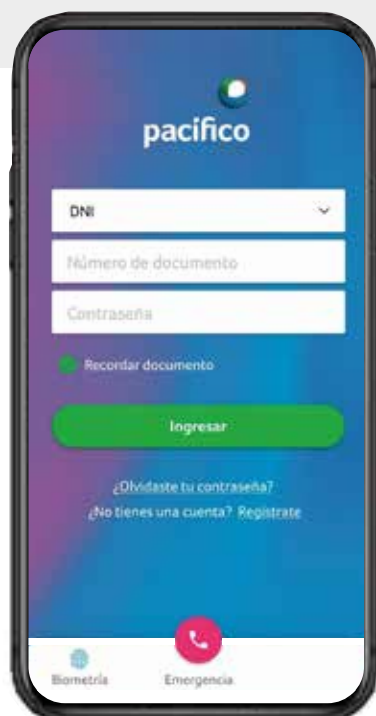 pacífico
DNI
Número de documento
Contraseña
Recordar documento
Ingresar
¿Olvidaste tu contraseña?
¿No tienes una cuenta? Regístrate
Biometría
Emergencia